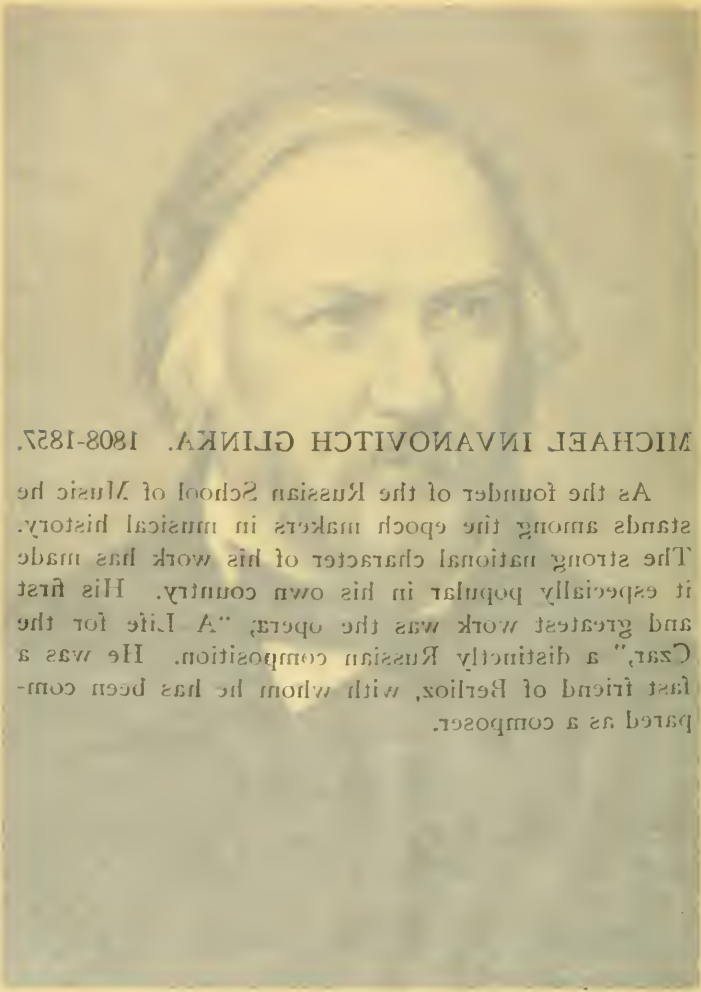 MICHAEL INVANOVITCH GLINKA. 1808-1857.
As the founder of the Russian School of Music he
stands among the epoch makers in musical history.
The strong national character of his work has made
it especially popular in his own country. His first
and greatest work was the opera; "A Life for the
Czar," a distinctly Russian composition. He was a
fast friend of Berlioz, with whom he has been com-
pared as a composer.